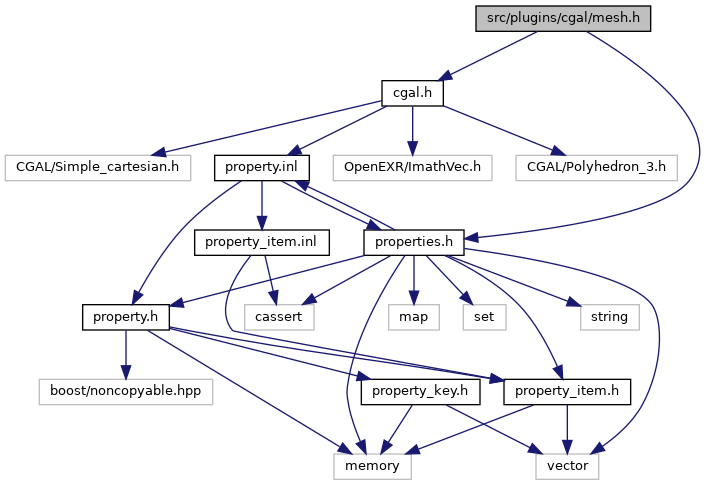 src/plugins/cgal/mesh.h
cgal.h
CGAL/Simple_cartesian.h
property.inl
OpenEXR/ImathVec.h
CGAL/Polyhedron_3.h
property_item.inl
properties.h
property.h
cassert
map
set
string
boost/noncopyable.hpp
property_key.h
property_item.h
memory
vector